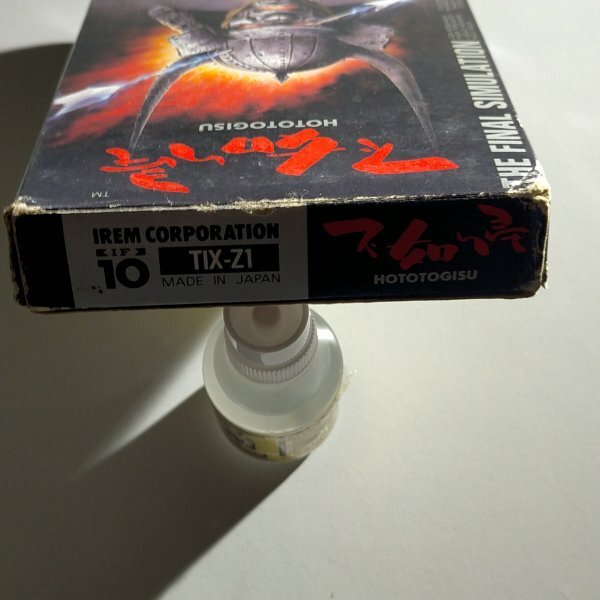 HOTOTOGISU
不如帰
TM
THE FINAL SIMULATION
IREM CORPORATION
IF
10
TIX-Z1
MADE IN JAPAN
不如帰
HOTOTOGISU